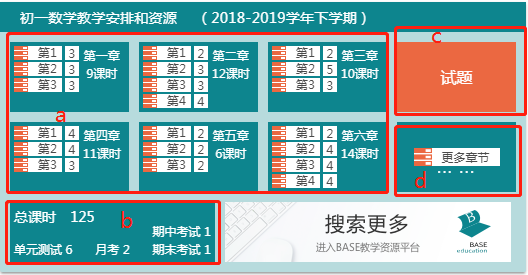 初一数学教学安排和资源 （2018-2019学年下学期）
c
第1 3
第2 3
第3 3
第一章
9课时
第1 2
第2 3
第3 3
第4 4
第二章
12课时
第1 2
第2 5
第3 3
第三章
10课时
试题
a
第1 4
第2 4
第3 3
第四章
11课时
第1 2
第2 2
第3 2
第五章
6课时
第1 2
第2 4
第3 4
第4 4
第六章
14课时
更多章节
... ...
d
总课时 125
b
期中考试 1
单元测试 6 月考 2 期末考试 1
搜索更多
进入BASE教学资源平台
BASE
education